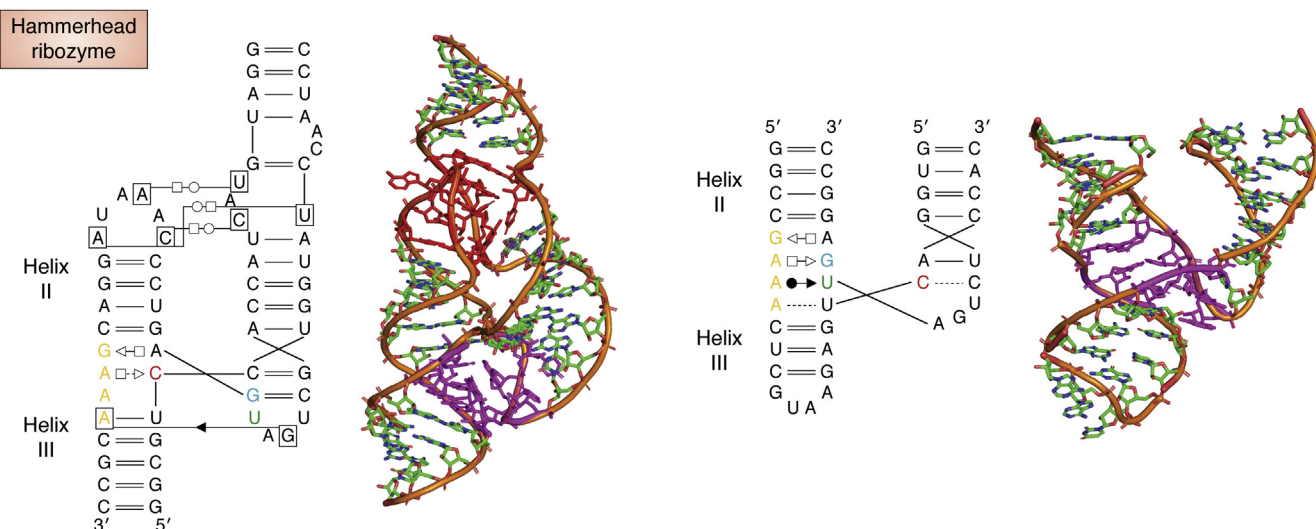 Hammerhead
ribozyme
G C
G C
A U
U A
A
C
G C
U
A A
A
U A C U
A C U A
Helix
II
G C A U
G C C G
A U C G
C G A U
G A
A C C G
A G C
A U U U
Helix
III
C G A G
G C
C G
C G
3′ 5′
5′ 3′ 5′ 3′
G C G C
G C U A
Helix
II
C G G C
C G G C
G A
A G A U
A U C C
A U U
A G
Helix
III
C G
U A
C G
G A
U A